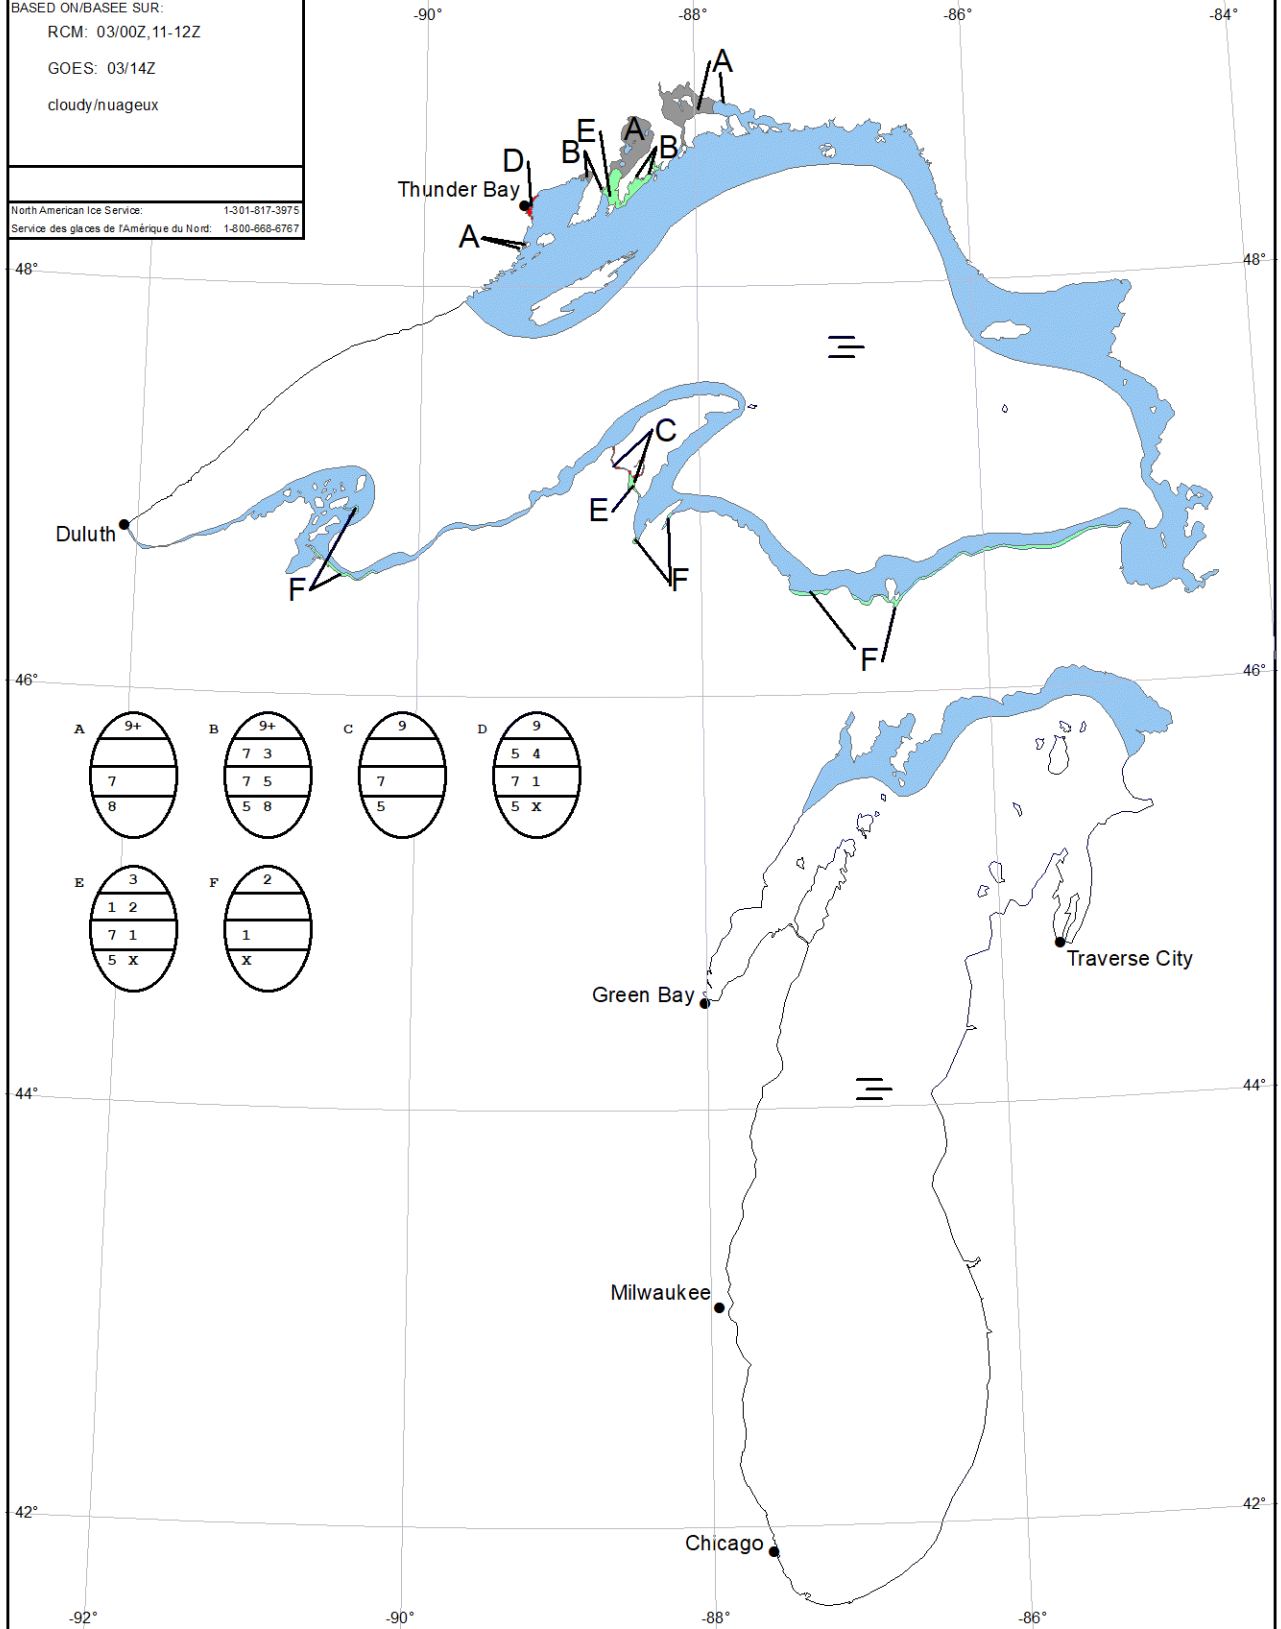 BASED ON/BASEE SUR:
RCM: 03/00Z,11-12Z
GOES: 03/14Z
cloudy/nuageux
North American Ice Service: 1-301-817-3975
Service des glaces de l'Amérique du Nord: 1-800-668-6767
-90° -88° -86° -84°
A
E A
B B
D
Thunder Bay
A
48° 48°
C
E
Duluth
F F
F
46° 46°
A 9+ B 9+ C 9 D 9
7 3 5 4
7 7 5 7 7 1
8 5 8 5 5 X
E 3 F 2
1 2
7 1 1
5 X X
Traverse City
Green Bay
44° 44°
Milwaukee
42° 42°
Chicago
-92° -90° -88° -86°